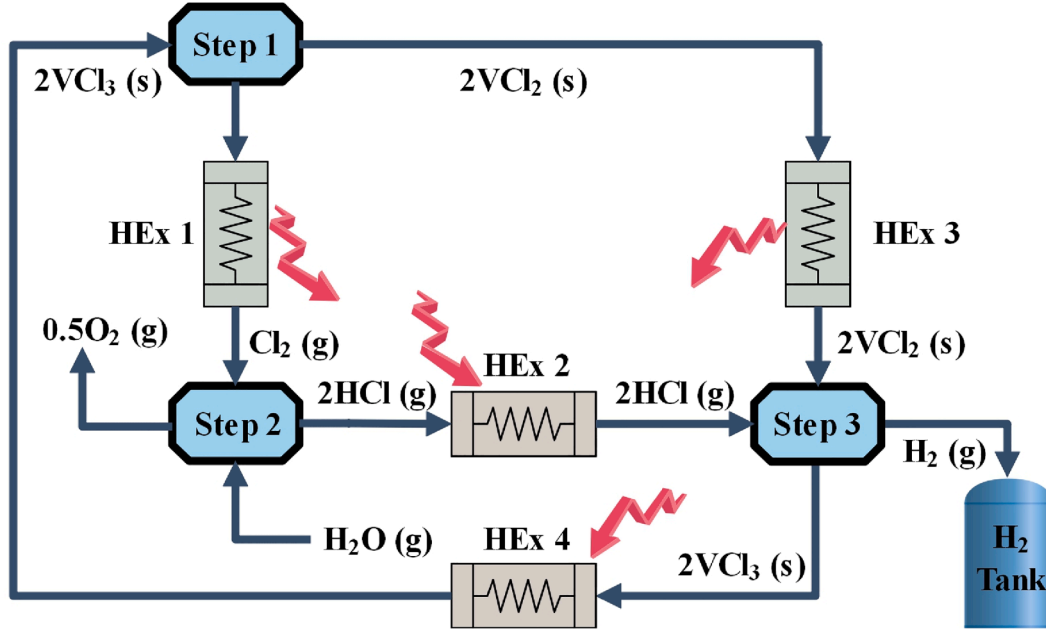 Step 1
2VCl₃ (s)
2VCl₂ (s)
HEx 1
HEx 3
0.5O₂ (g)
Cl₂ (g)
2VCl₂ (s)
HEx 2
2HCl (g)
2HCl (g)
Step 2
Step 3
H₂ (g)
H₂O (g)
HEx 4
2VCl₃ (s)
H₂
Tank